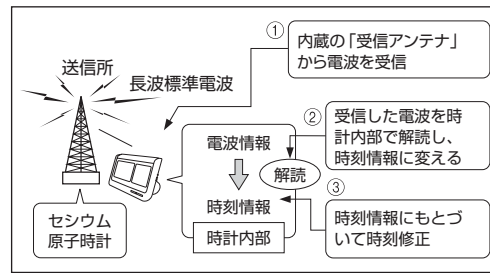 送信所
長波標準電波
セシウム
原子時計
①
内蔵の「受信アンテナ」
から電波を受信
電波情報
解読
時刻情報
時計内部
②
受信した電波を時
計内部で解読し、
時刻情報に変える
③
時刻情報にもとづ
いて時刻修正